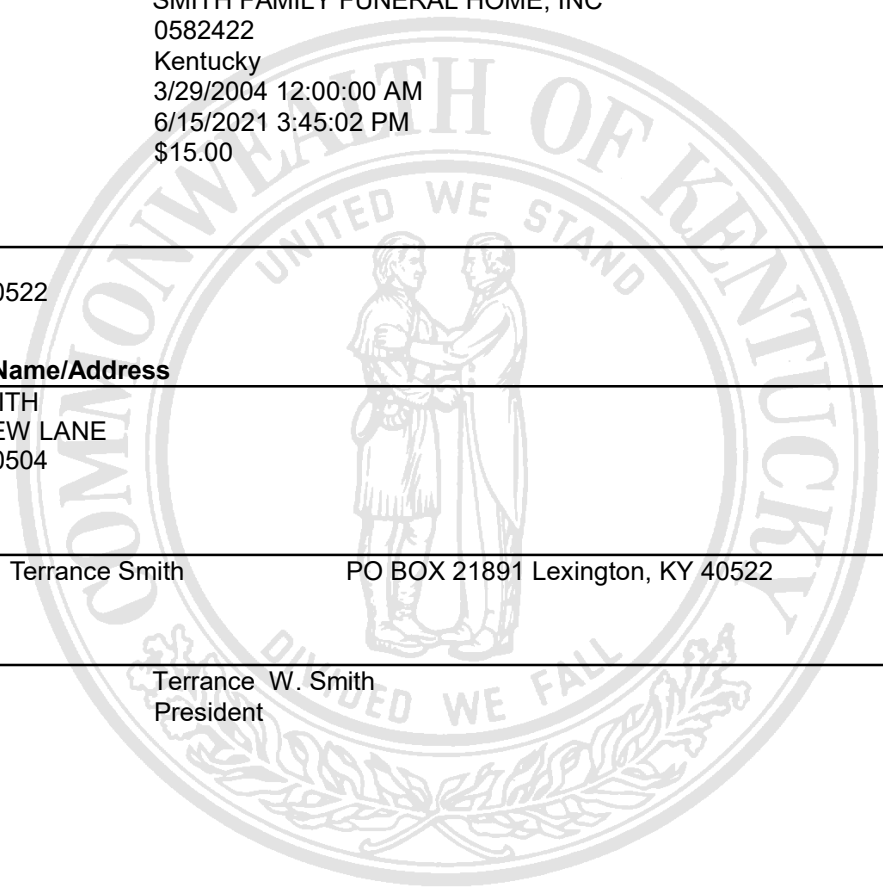 SMITH FAMILY FUNERAL HOME, INC
0582422
Kentucky
3/29/2004 12:00:00 AM
6/15/2021 3:45:02 PM
$15.00
COMMONWEALTH OF KENTUCKY
UNITED WE STAND
0522
Name/Address
ITH
EW LANE
0504
Terrance Smith PO BOX 21891 Lexington, KY 40522
DIVIDED WE FALL
Terrance W. Smith
President